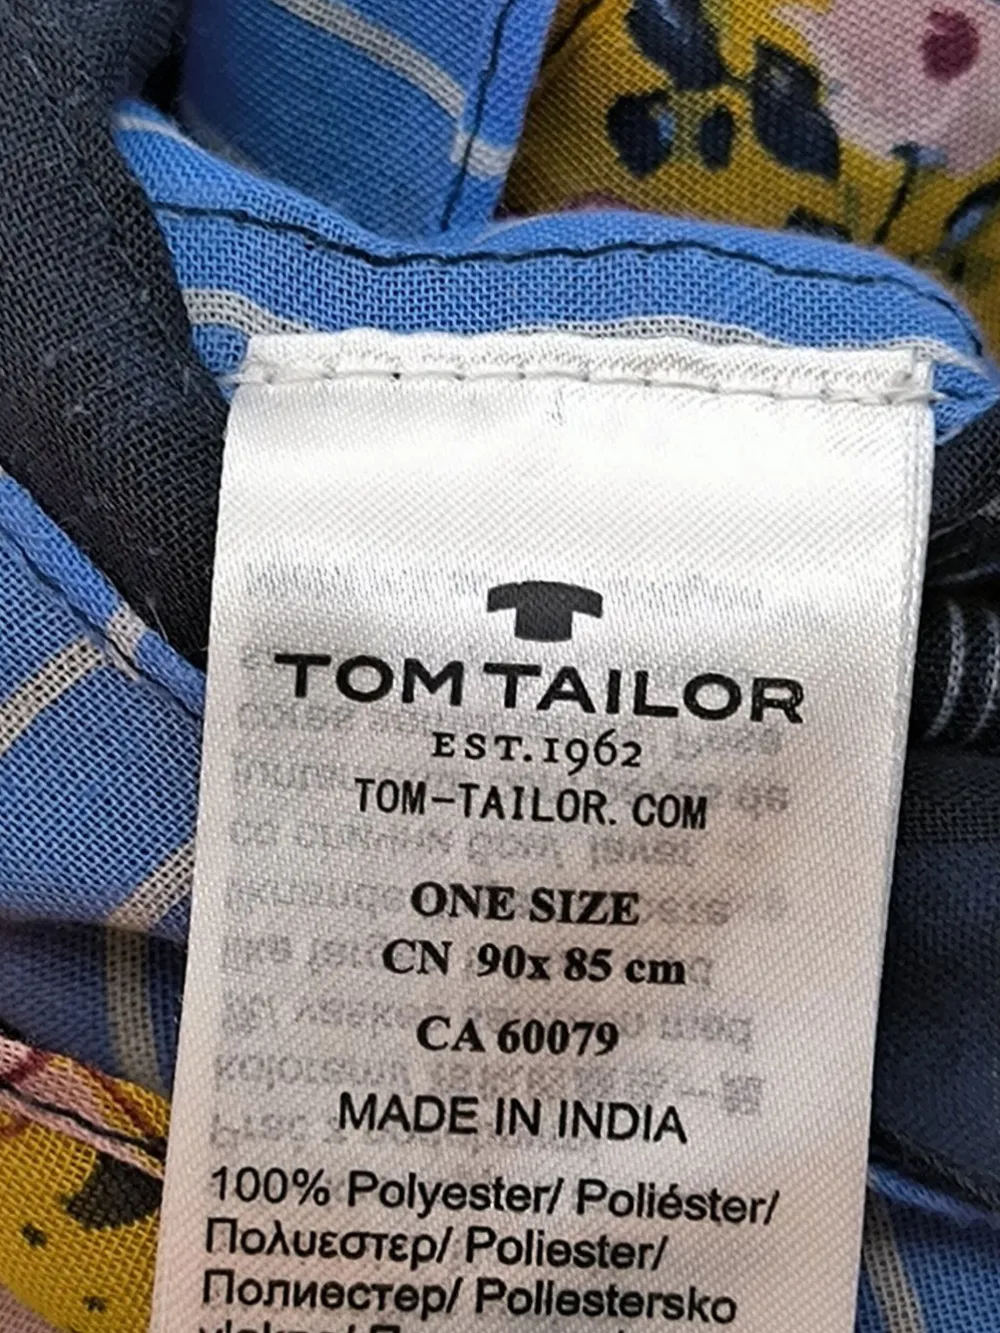 TOM TAILOR
EST.1962
TOM-TAILOR.COM
ONE SIZE
CN 90x 85 cm
CA 60079
MADE IN INDIA
100% Polyester/ Poliéster/
Πολυεστερ/ Poliester/
Полиестер/ Poliestersko